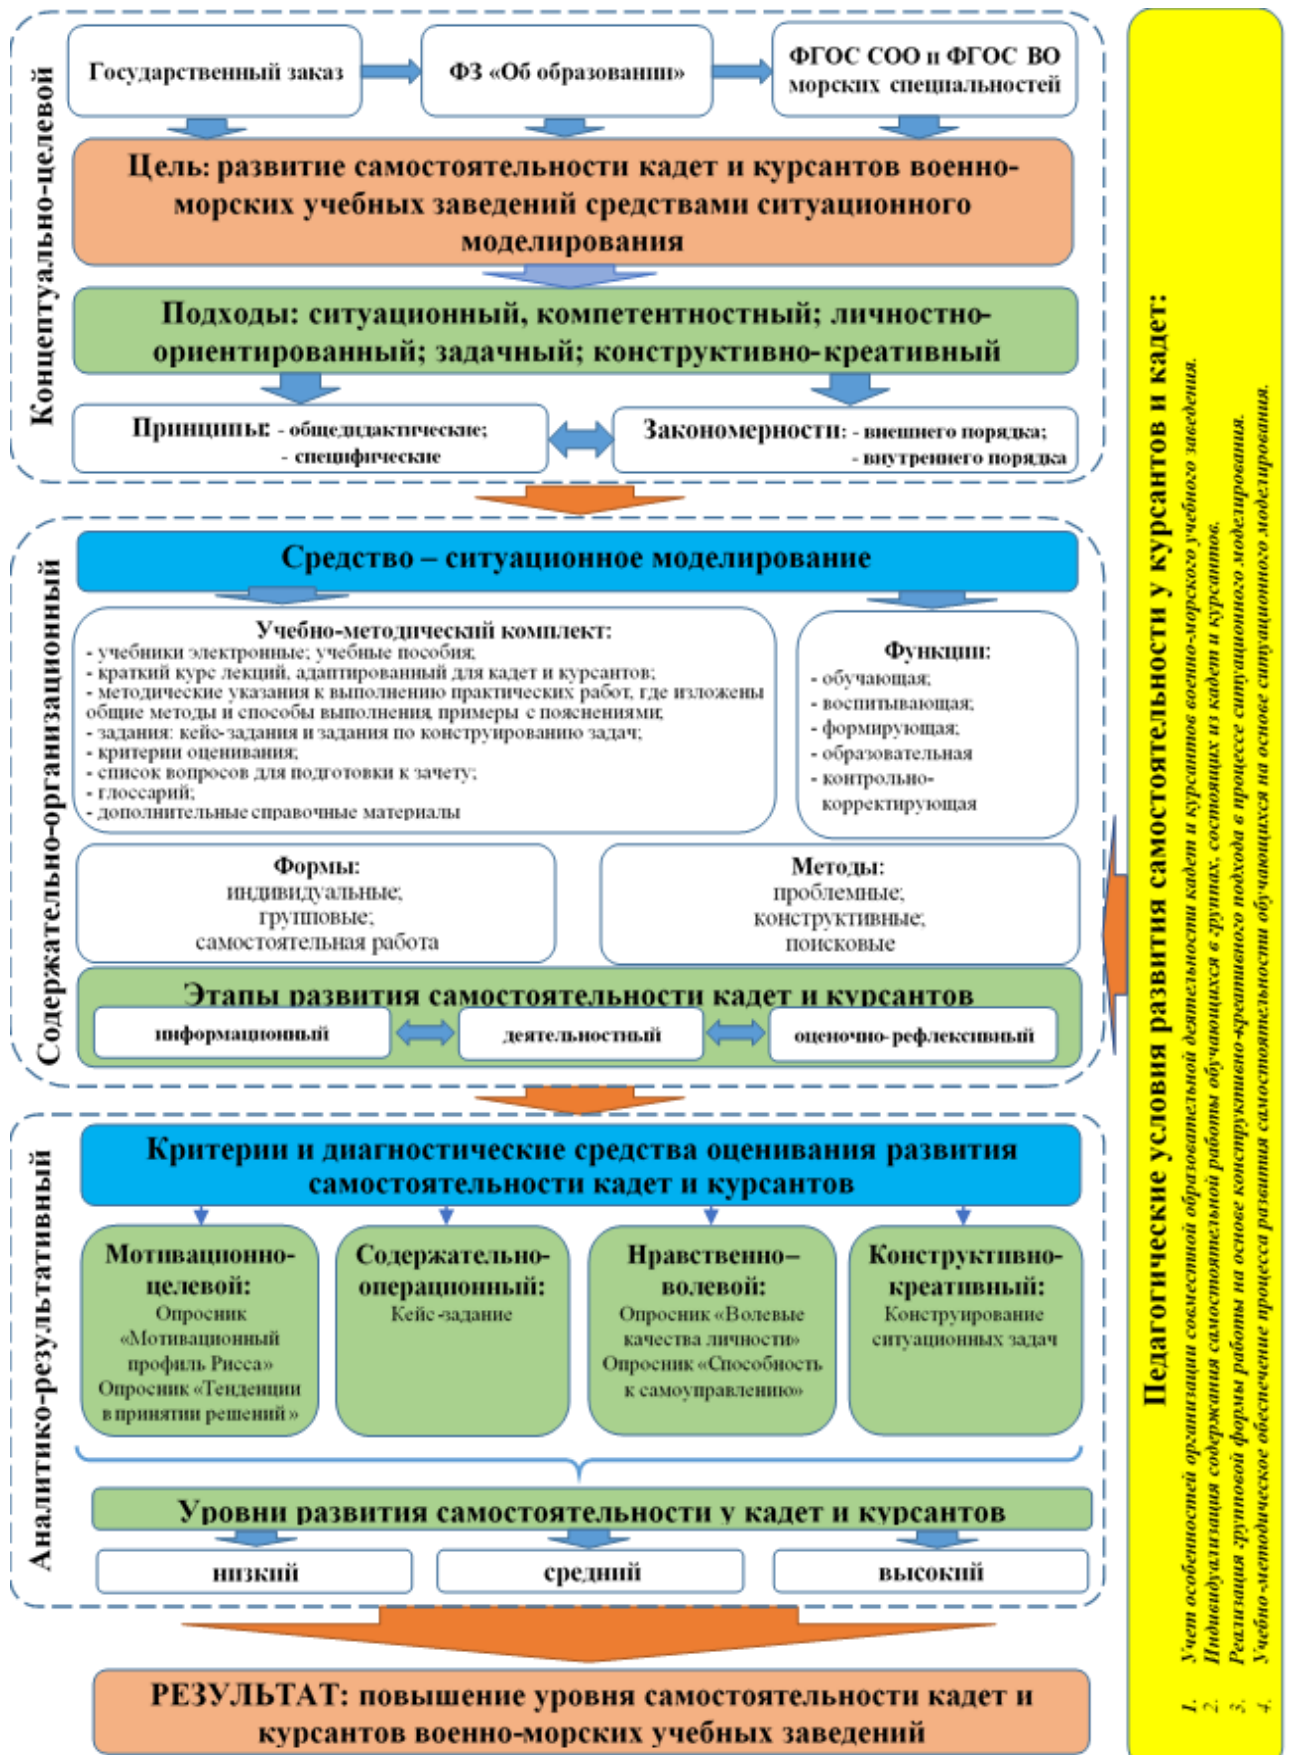 Концептуально-целевой
Государственный заказ
ФЗ «Об образовании»
ФГОС СОО и ФГОС ВО
морских специальностей
Цель: развитие самостоятельности кадет и курсантов военно-
морских учебных заведений средствами ситуационного
моделирования
Подходы: ситуационный, компетентностный; личностно-
ориентированный; задачный; конструктивно-креативный
Принципы: - общедидактические;
- специфические
Закономерности: - внешнего порядка;
- внутреннего порядка
Содержательно-организационный
Средство – ситуационное моделирование
Учебно-методический комплект:
- учебники электронные; учебные пособия;
- краткий курс лекций, адаптированный для кадет и курсантов;
- методические указания к выполнению практических работ, где изложены
общие методы и способы выполнения, примеры с пояснениями;
- задания: кейс-задания и задания по конструированию задач;
- критерии оценивания;
- список вопросов для подготовки к зачету;
- глоссарий;
- дополнительные справочные материалы
Функции:
- обучающая;
- воспитывающая;
- формирующая;
- образовательная
- контрольно-
корректирующая
Формы:
индивидуальные;
групповые;
самостоятельная работа
Методы:
проблемные;
конструктивные;
поисковые
Этапы развития самостоятельности кадет и курсантов
информационный
деятельностный
оценочно-рефлексивный
Аналитико-результативный
Критерии и диагностические средства оценивания развития
самостоятельности кадет и курсантов
Мотивационно-
целевой:
Опросник
«Мотивационный
профиль Рисса»
Опросник «Тенденции
в принятии решений»
Содержательно-
операционный:
Кейс-задание
Нравственно–
волевой:
Опросник «Волевые
качества личности»
Опросник «Способность
к самоуправлению»
Конструктивно-
креативный:
Конструирование
ситуационных задач
Уровни развития самостоятельности у кадет и курсантов
низкий
средний
высокий
РЕЗУЛЬТАТ: повышение уровня самостоятельности кадет и
курсантов военно-морских учебных заведений
Педагогические условия развития самостоятельности у курсантов и кадет:
1. Учет особенностей организации совместной образовательной деятельности кадет и курсантов военно-морского учебного заведения.
2. Индивидуализация содержания самостоятельной работы обучающихся в группах, состоящих из кадет и курсантов.
3. Реализация групповой формы работы на основе конструктивно-креативного подхода в процессе ситуационного моделирования.
4. Учебно-методическое обеспечение процесса развития самостоятельности обучающихся на основе ситуационного моделирования.